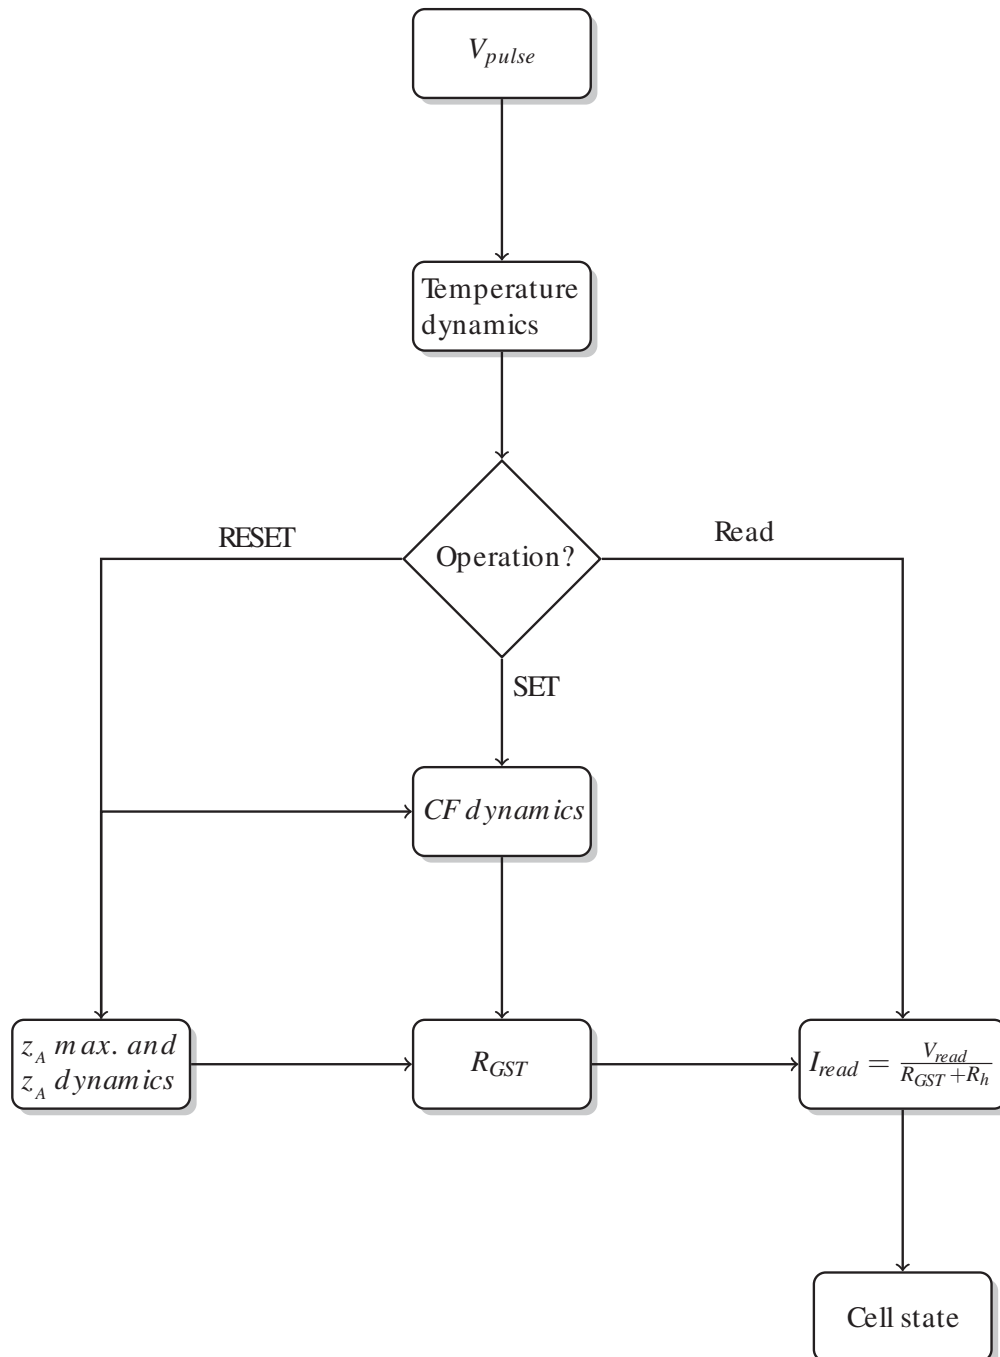 V_pulse
Temperature
dynamics
RESET
Operation?
Read
SET
CF dynamics
z_A max. and
z_A dynamics
R_GST
I_read = V_read / R_GST + R_h
Cell state